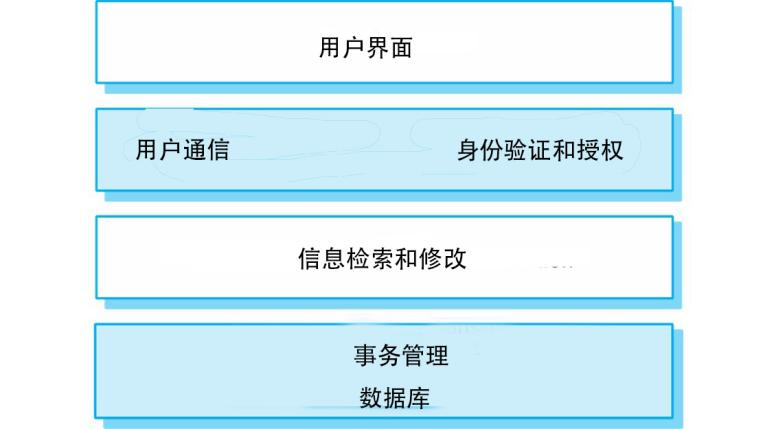 用户界面
用户通信 身份验证和授权
信息检索和修改
事务管理
数据库